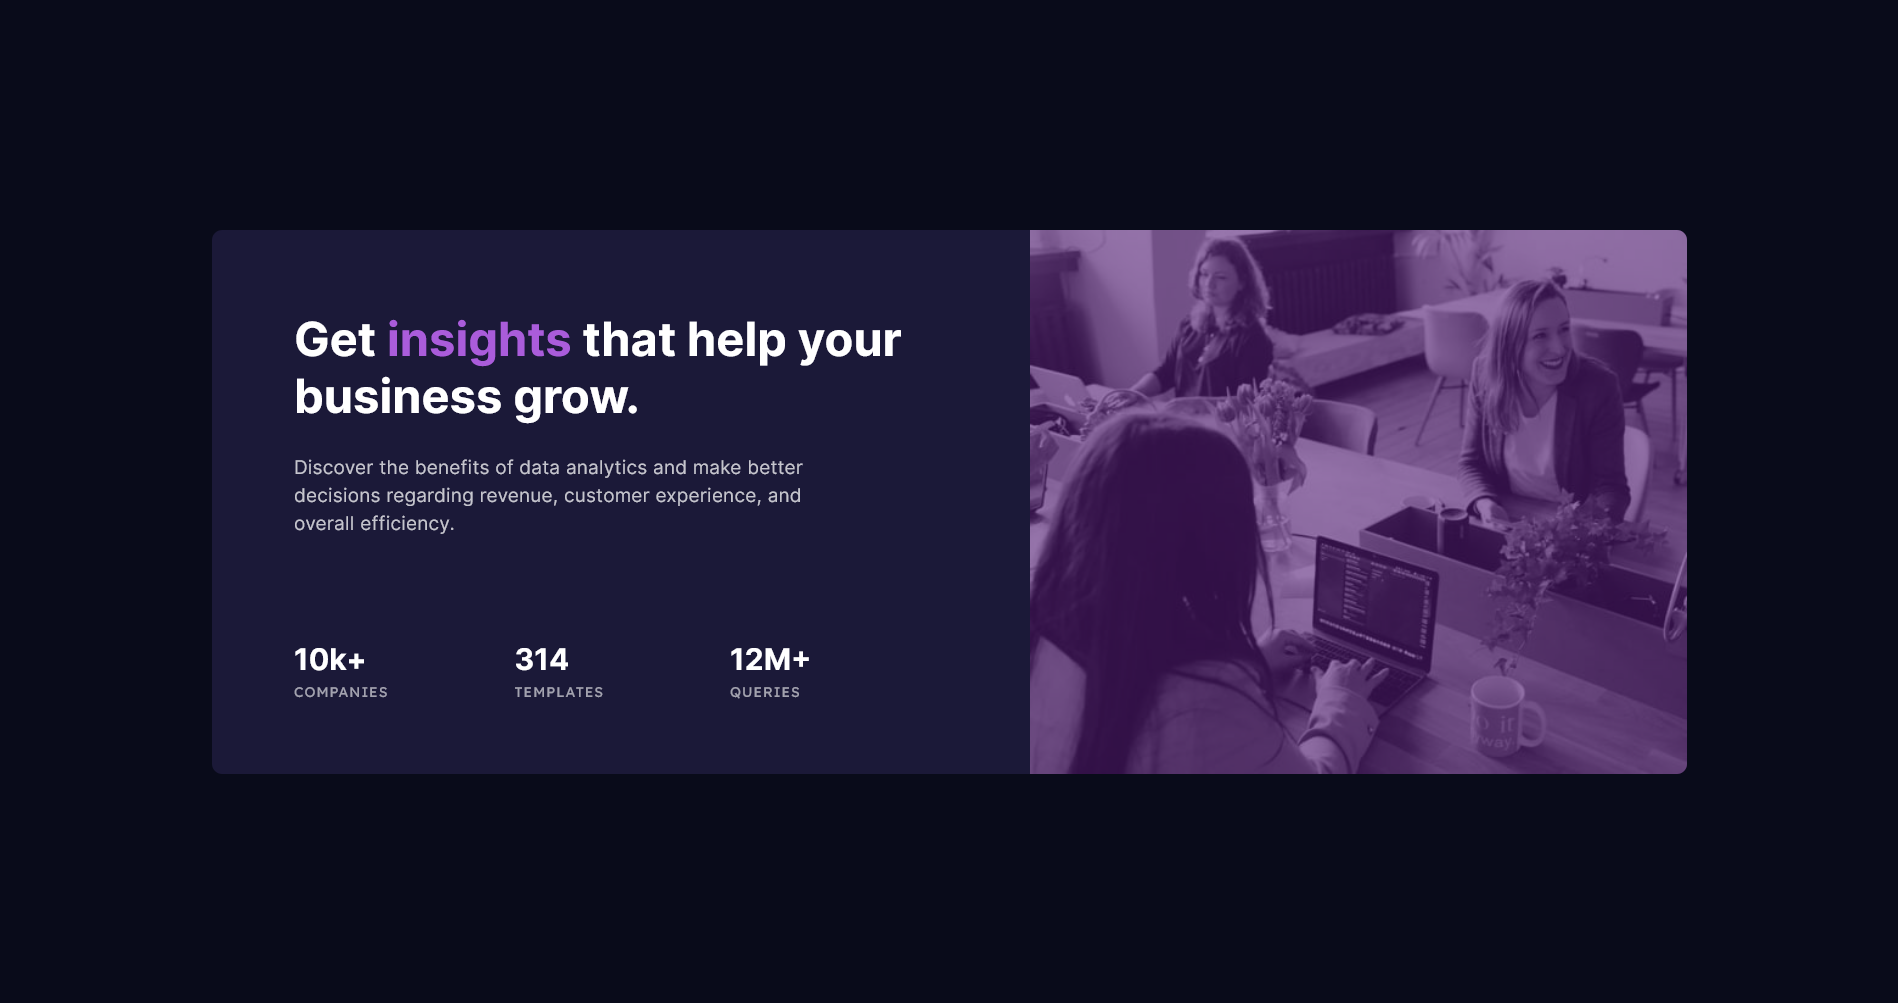 Get insights that help your
business grow.
Discover the benefits of data analytics and make better
decisions regarding revenue, customer experience, and
overall efficiency.
10k+ 314 12M+
COMPANIES TEMPLATES QUERIES